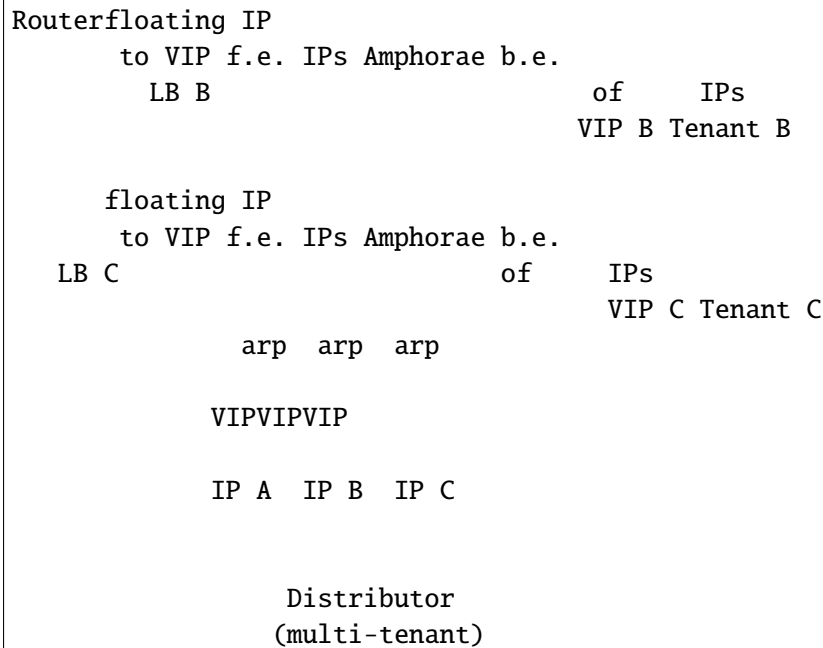 Routerfloating IP
to VIP f.e. IPs Amphorae b.e.
LB B of IPs
VIP B Tenant B
floating IP
to VIP f.e. IPs Amphorae b.e.
LB C of IPs
VIP C Tenant C
arp arp arp
VIPVIPVIP
IP A IP B IP C
Distributor
(multi-tenant)